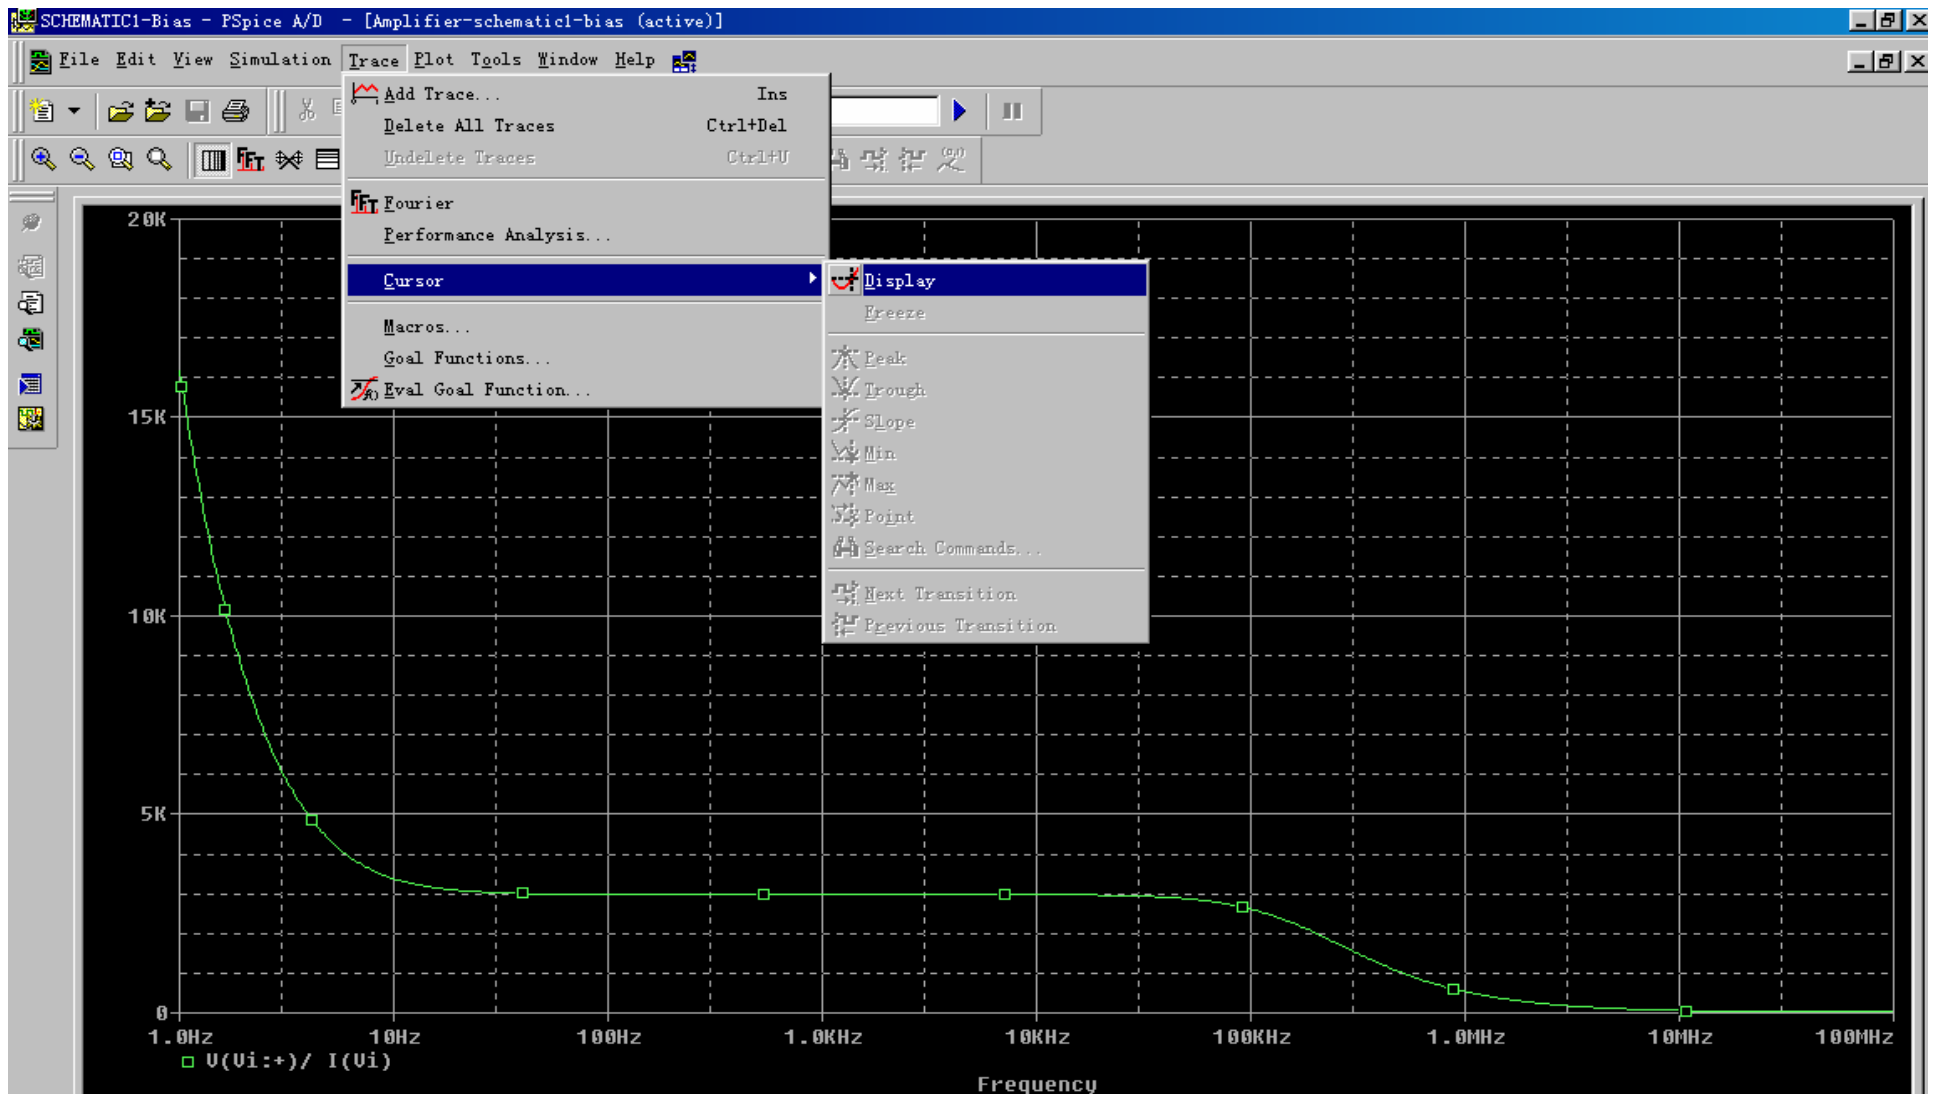 SCHEMATIC1-Bias - PSpice A/D - [Amplifier-schematic1-bias (active)]
File Edit View Simulation Trace Plot Tools Window Help
Add Trace... Ins
Delete All Traces Ctrl+Del
Undelete Traces Ctrl+U
FFT
FFT Fourier
Performance Analysis...
Cursor
Macros...
Goal Functions...
Eval Goal Function...
Display
Freeze
Peak
Trough
Slope
Min
Max
Point
Search Commands...
Next Transition
Previous Transition
20K
15K
10K
5K
0
1.0Hz 10Hz 100Hz 1.0KHz 10KHz 100KHz 1.0MHz 10MHz 100MHz
V(Vi:+)/ I(Vi)
Frequency